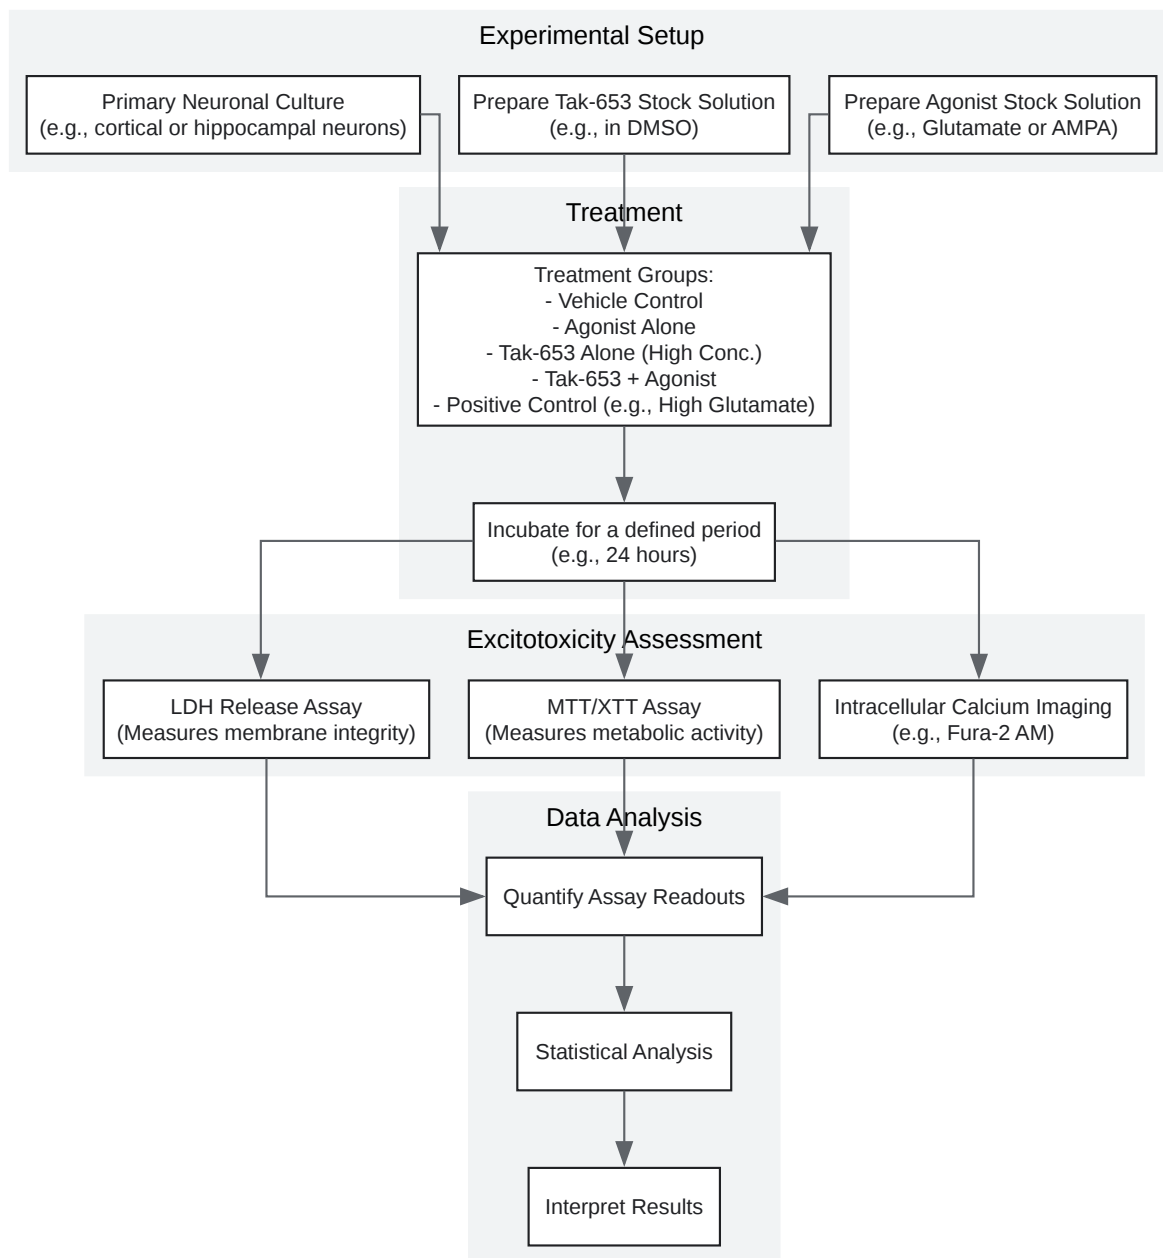 Experimental Setup
Primary Neuronal Culture
(e.g., cortical or hippocampal neurons)
Prepare Tak-653 Stock Solution
(e.g., in DMSO)
Prepare Agonist Stock Solution
(e.g., Glutamate or AMPA)
Treatment
Treatment Groups:
- Vehicle Control
- Agonist Alone
- Tak-653 Alone (High Conc.)
- Tak-653 + Agonist
- Positive Control (e.g., High Glutamate)
Incubate for a defined period
(e.g., 24 hours)
Excitotoxicity Assessment
LDH Release Assay
(Measures membrane integrity)
MTT/XTT Assay
(Measures metabolic activity)
Intracellular Calcium Imaging
(e.g., Fura-2 AM)
Data Analysis
Quantify Assay Readouts
Statistical Analysis
Interpret Results